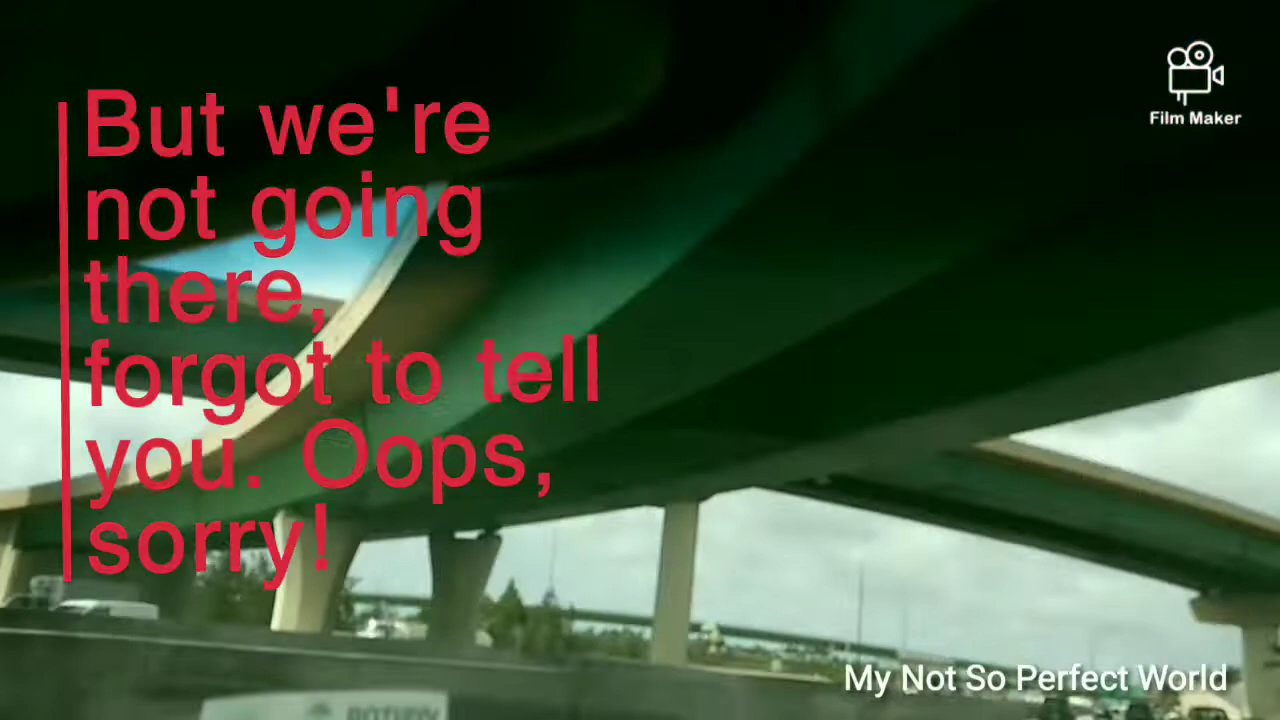 But we're
not going
there,
forgot to tell
you. Oops,
sorry!
Film Maker
My Not So Perfect World